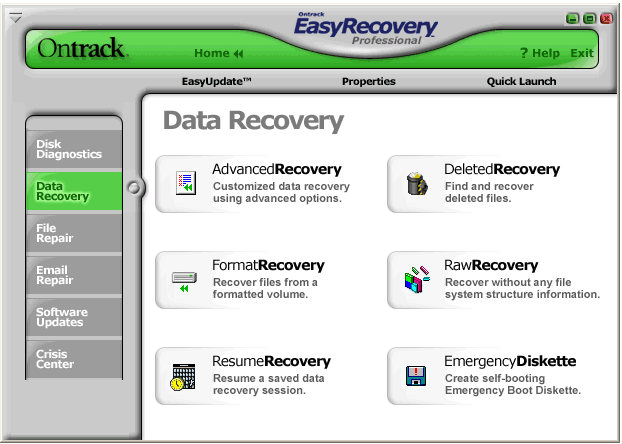 Ontrack
EasyRecovery
Professional
Ontrack.
Home
? Help Exit
EasyUpdate™ Properties Quick Launch
Disk
Diagnostics
Data
Recovery
File
Repair
Email
Repair
Software
Updates
Crisis
Center
Data Recovery
AdvancedRecovery
Customized data recovery
using advanced options.
DeletedRecovery
Find and recover
deleted files.
FormatRecovery
Recover files from a
formatted volume.
RawRecovery
Recover without any file
system structure information.
ResumeRecovery
Resume a saved data
recovery session.
EmergencyDiskette
Create self-booting
Emergency Boot Diskette.